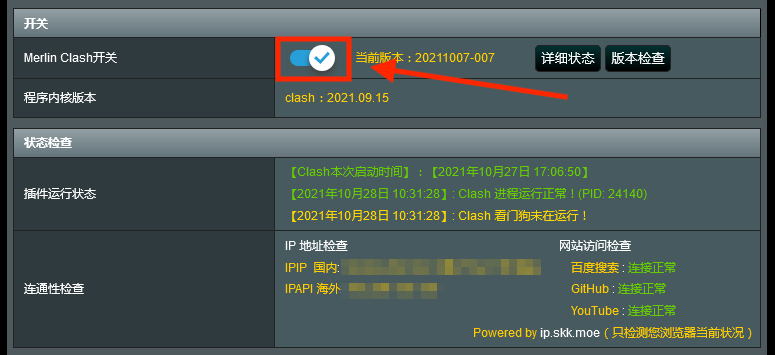 开关
Merlin Clash开关
当前版本：20211007-007
详细状态
版本检查
程序内核版本
clash：2021.09.15
状态检查
插件运行状态
【Clash本次启动时间】：【2021年10月27日 17:06:50】
【2021年10月28日 10:31:28】: Clash 进程运行正常！(PID: 24140)
【2021年10月28日 10:31:28】: Clash 看门狗未在运行！
连通性检查
IP 地址检查
IPIP 国内:
IPAPI 海外
网站访问检查
百度搜索 : 连接正常
GitHub : 连接正常
YouTube : 连接正常
Powered by ip.skk.moe（只检测您浏览器当前状况）